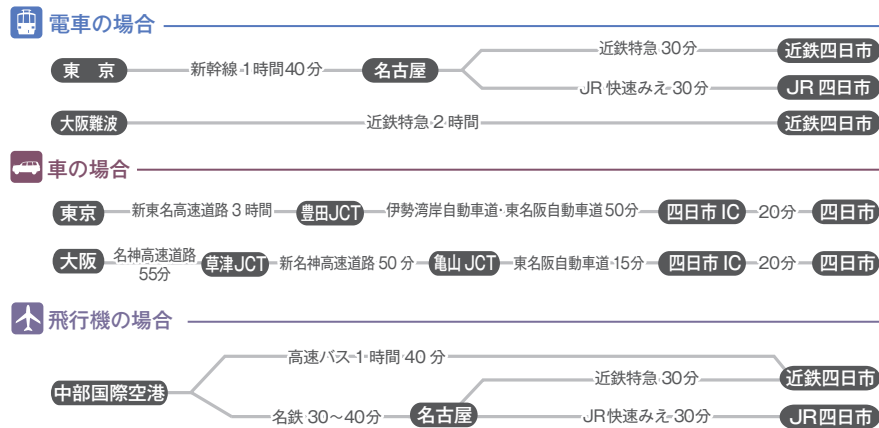 電車の場合
東 京 新幹線 1時間40分 名古屋 近鉄特急 30分 近鉄四日市
JR 快速みえ 30分 JR 四日市
大阪難波 近鉄特急 2 時間 近鉄四日市
車の場合
東京 新東名高速道路 3 時間 豊田JCT 伊勢湾岸自動車道・東名阪自動車道 50分 四日市 IC 20分 四日市
大阪 名神高速道路 55分 草津JCT 新名神高速道路 50 分 亀山 JCT 東名阪自動車道 15分 四日市 IC 20分 四日市
飛行機の場合
高速バス 1 時間 40 分
中部国際空港 近鉄特急 30分 近鉄四日市
名鉄 30〜40分 名古屋 JR快速みえ 30分 JR四日市